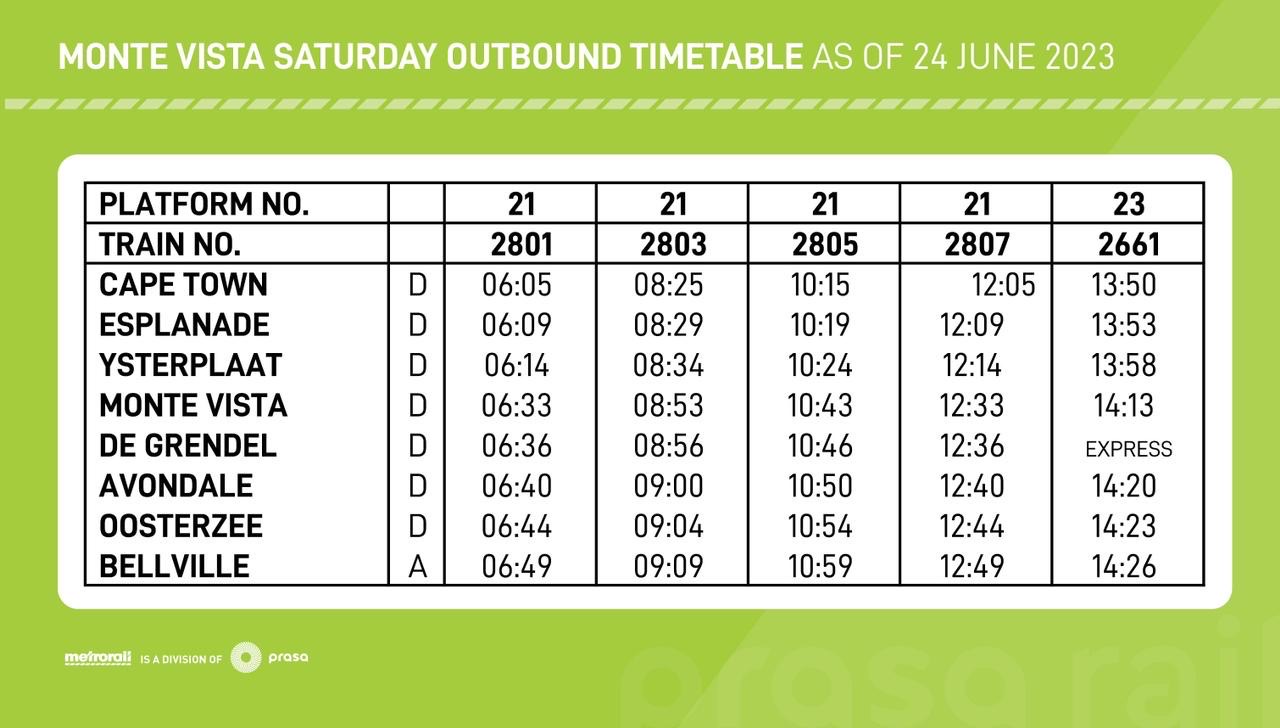 MONTE VISTA SATURDAY OUTBOUND TIMETABLE AS OF 24 JUNE 2023
PLATFORM NO. 21 21 21 21 23
TRAIN NO. 2801 2803 2805 2807 2661
CAPE TOWN D 06:05 08:25 10:15 12:05 13:50
ESPLANADE D 06:09 08:29 10:19 12:09 13:53
YSTERPLAAT D 06:14 08:34 10:24 12:14 13:58
MONTE VISTA D 06:33 08:53 10:43 12:33 14:13
DE GRENDEL D 06:36 08:56 10:46 12:36 EXPRESS
AVONDALE D 06:40 09:00 10:50 12:40 14:20
OOSTERZEE D 06:44 09:04 10:54 12:44 14:23
BELLVILLE A 06:49 09:09 10:59 12:49 14:26
metrorail IS A DIVISION OF prasa
prasa rail